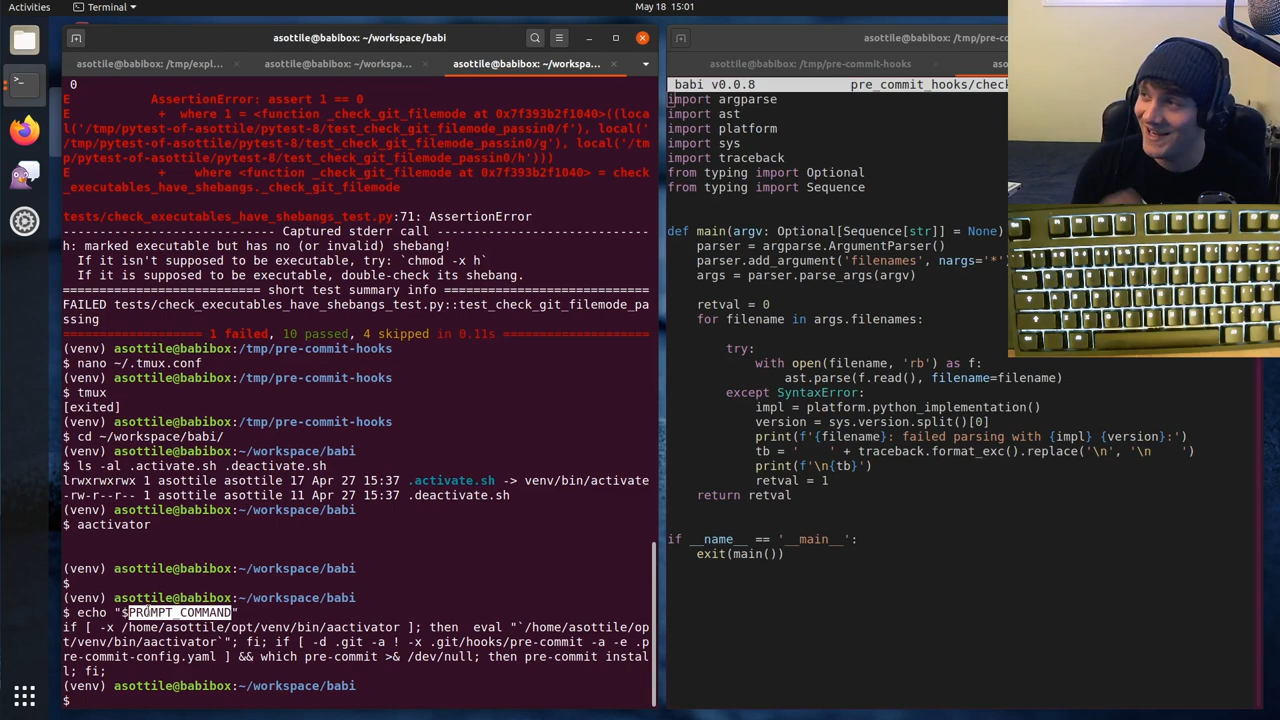 Activities
Terminal
May 18 15:01
asottile@babibox: ~/workspace/babi
asottile@babibox: /tmp/expl...
asottile@babibox: ~/workspa...
asottile@babibox: ~/workspa...
0
E AssertionError: assert 1 == 0
E + where 1 = <function _check_git_filemode at 0x7f393b2f1040>((loca
l('/tmp/pytest-of-asottile/pytest-8/test_check_git_filemode_passin0/f'), local('
/tmp/pytest-of-asottile/pytest-8/test_check_git_filemode_passin0/g'), local('/tm
p/pytest-of-asottile/pytest-8/test_check_git_filemode_passin0/h')))
E + where <function _check_git_filemode at 0x7f393b2f1040> = check
_executables_have_shebangs._check_git_filemode
tests/check_executables_have_shebangs_test.py:71: AssertionError
----------------------------- Captured stderr call -----------------------------
h: marked executable but has no (or invalid) shebang!
If it isn't supposed to be executable, try: `chmod -x h`
If it is supposed to be executable, double-check its shebang.
=========================== short test summary info ============================
FAILED tests/check_executables_have_shebangs_test.py::test_check_git_filemode_pa
ssing
=================== 1 failed, 10 passed, 4 skipped in 0.11s ====================
(venv) asottile@babibox:/tmp/pre-commit-hooks
$ nano ~/.tmux.conf
(venv) asottile@babibox:/tmp/pre-commit-hooks
$ tmux
[exited]
(venv) asottile@babibox:/tmp/pre-commit-hooks
$ cd ~/workspace/babi/
(venv) asottile@babibox:~/workspace/babi
$ ls -al .activate.sh .deactivate.sh
lrwxrwxrwx 1 asottile asottile 17 Apr 27 15:37 .activate.sh -> venv/bin/activate
-rw-r--r-- 1 asottile asottile 11 Apr 27 15:37 .deactivate.sh
(venv) asottile@babibox:~/workspace/babi
$ aactivator
(venv) asottile@babibox:~/workspace/babi
$
(venv) asottile@babibox:~/workspace/babi
$ echo "$PROMPT_COMMAND"
if [ -x /home/asottile/opt/venv/bin/aactivator ]; then eval "`/home/asottile/op
t/venv/bin/aactivator`"; fi; if [ -d .git -a ! -x .git/hooks/pre-commit -a -e .p
re-commit-config.yaml ] && which pre-commit >& /dev/null; then pre-commit instal
l; fi;
(venv) asottile@babibox:~/workspace/babi
$
asottile@babibox: /tmp/pre-co
asottile@babibox: /tmp/pre-commit-hooks
aso
babi v0.0.8 pre_commit_hooks/check
import argparse
import ast
import platform
import sys
import traceback
from typing import Optional
from typing import Sequence
def main(argv: Optional[Sequence[str]] = None)
parser = argparse.ArgumentParser()
parser.add_argument('filenames', nargs='*')
args = parser.parse_args(argv)
retval = 0
for filename in args.filenames:
try:
with open(filename, 'rb') as f:
ast.parse(f.read(), filename=filename)
except SyntaxError:
impl = platform.python_implementation()
version = sys.version.split()[0]
print(f'{filename}: failed parsing with {impl} {version}:')
tb = '    ' + traceback.format_exc().replace('\n', '\n    ')
print(f'\n{tb}')
retval = 1
return retval
if __name__ == '__main__':
exit(main())